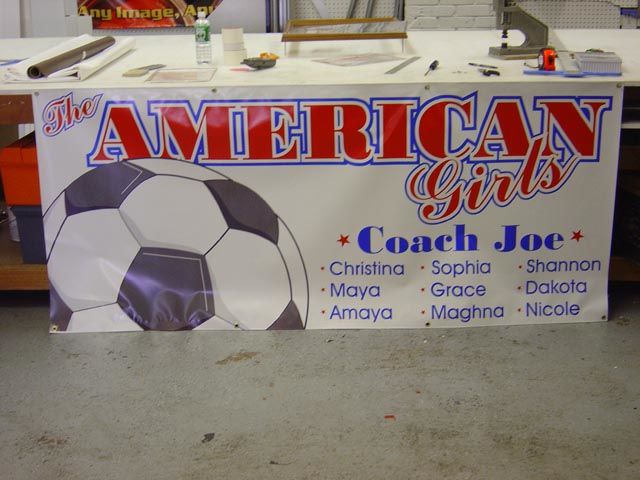 Any Image, Any
The AMERICAN
Girls
Coach Joe
Christina Sophia Shannon
Maya Grace Dakota
Amaya Maghna Nicole